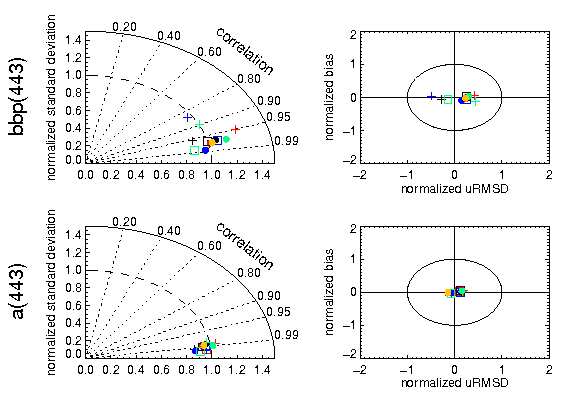 bbp(443)
normalized standard deviation
1.4
1.2
1.0
0.8
0.6
0.4
0.2
0.0
0.0 0.2 0.4 0.6 0.8 1.0 1.2 1.4
0.20
0.40
0.60
0.80
0.90
0.95
0.99
correlation
normalized bias
2
1
0
-1
-2
-2 -1 0 1 2
normalized uRMSD
a(443)
normalized standard deviation
1.4
1.2
1.0
0.8
0.6
0.4
0.2
0.0
0.0 0.2 0.4 0.6 0.8 1.0 1.2 1.4
0.20
0.40
0.60
0.80
0.90
0.95
0.99
correlation
normalized bias
2
1
0
-1
-2
-2 -1 0 1 2
normalized uRMSD